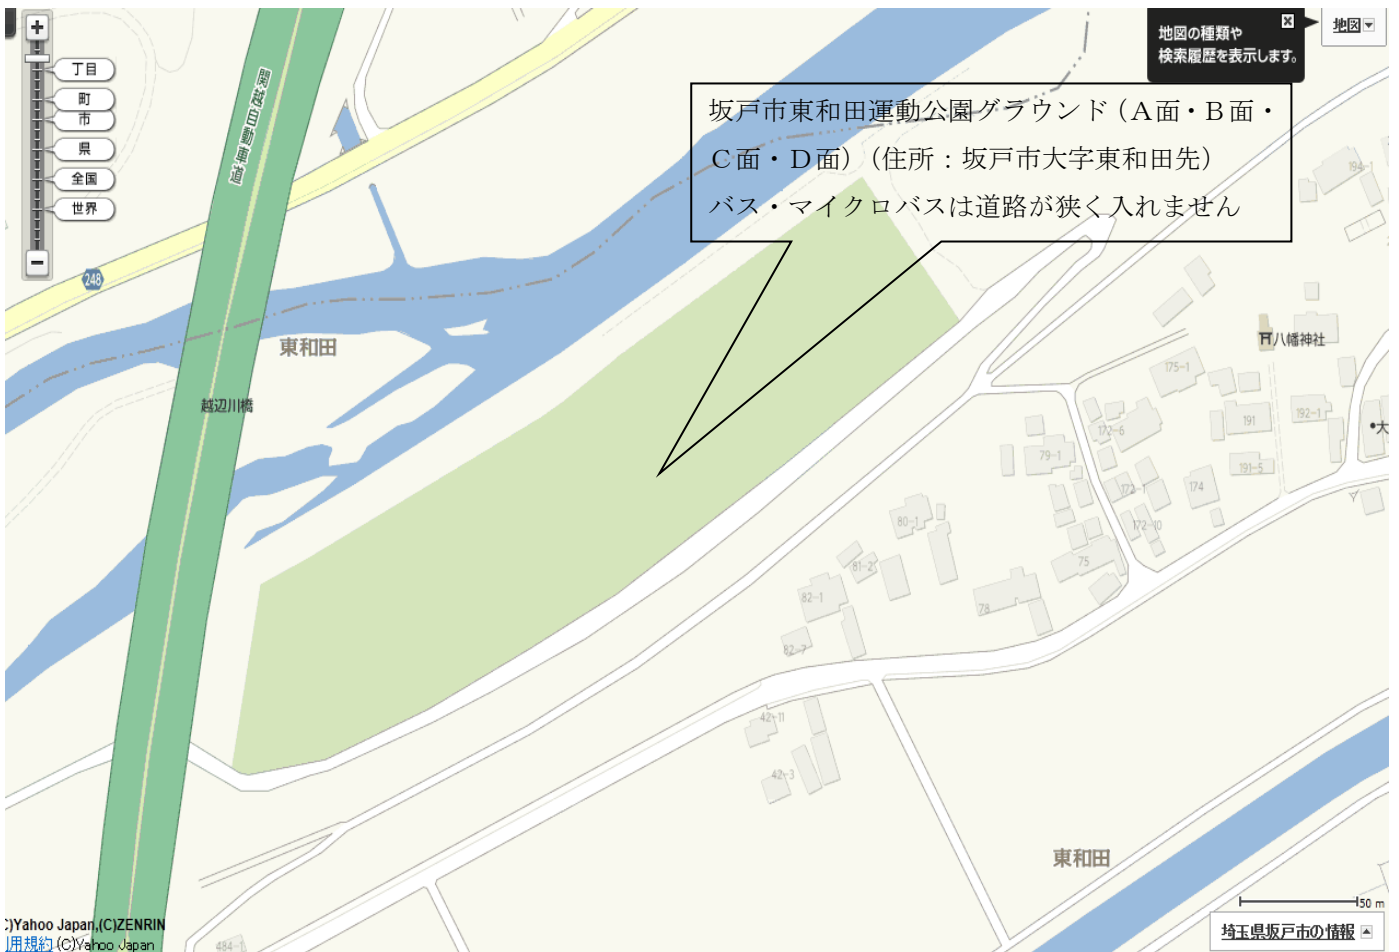 丁目
町
市
県
全国
世界
関越自動車道
248
東和田
越辺川橋
地図の種類や
検索履歴を表示します。
地図
坂戸市東和田運動公園グラウンド（Ａ面・Ｂ面・
Ｃ面・Ｄ面）（住所：坂戸市大字東和田先）
バス・マイクロバスは道路が狭く入れません
194-1
八幡神社
175-1
191
192-1
•大
172-6
79-1
191-5
174
172-1
172-10
80-1
75
81-2
82-1
78
82-7
42-11
42-3
東和田
50 m
484-1
埼玉県坂戸市の情報
:)Yahoo Japan,(C)ZENRIN
用規約 (C)Yahoo Japan